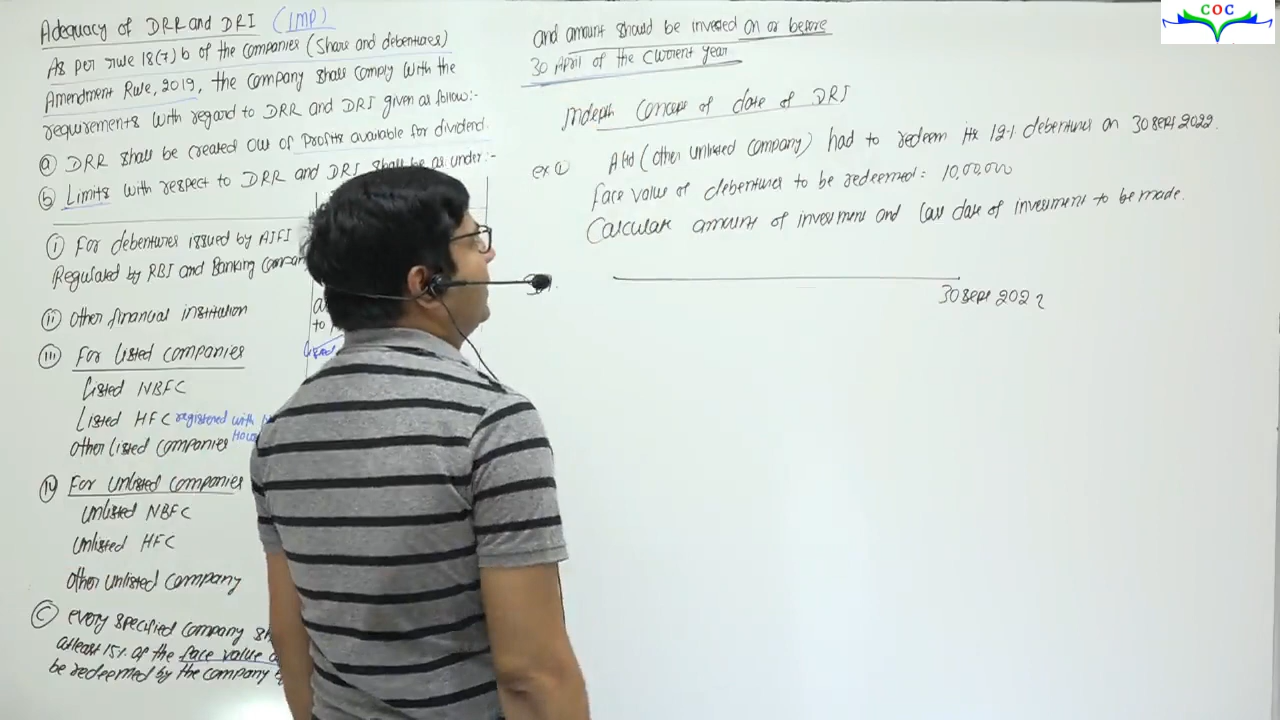 Adequacy of DRR and DRI (IMP)
As per rule 18(7)b of the companies (Share and debentures)
Amendment Rule, 2019, the company shall comply with the
requirements with regard to DRR and DRI given as follow:-
(a) DRR shall be created out of Profits available for dividend.
(b) Limits with respect to DRR and DRI shall be as under:-
(i) For debentures issued by AIFI
Regulated by RBI and Banking
(ii) Other financial institution
to
(iii) For listed companies
Listed NBFC
Listed HFC registered with
Other listed companies
(iv) For Unlisted companies
Unlisted NBFC
Unlisted HFC
Other unlisted company
(C) every specified company
atleast 15% of the face value
be redeemed by the company
and amount should be invested on or before
30 April of the current year
Indepth Concept of date of DRI
ex (1) A ltd (other unlisted company) had to redeem its 12% debentures on 30 Sept 2022.
Face value of debentures to be redeemed = 10,00,000
Calculate amount of investment and last date of investment to be made.
30 Sept 2022
COC